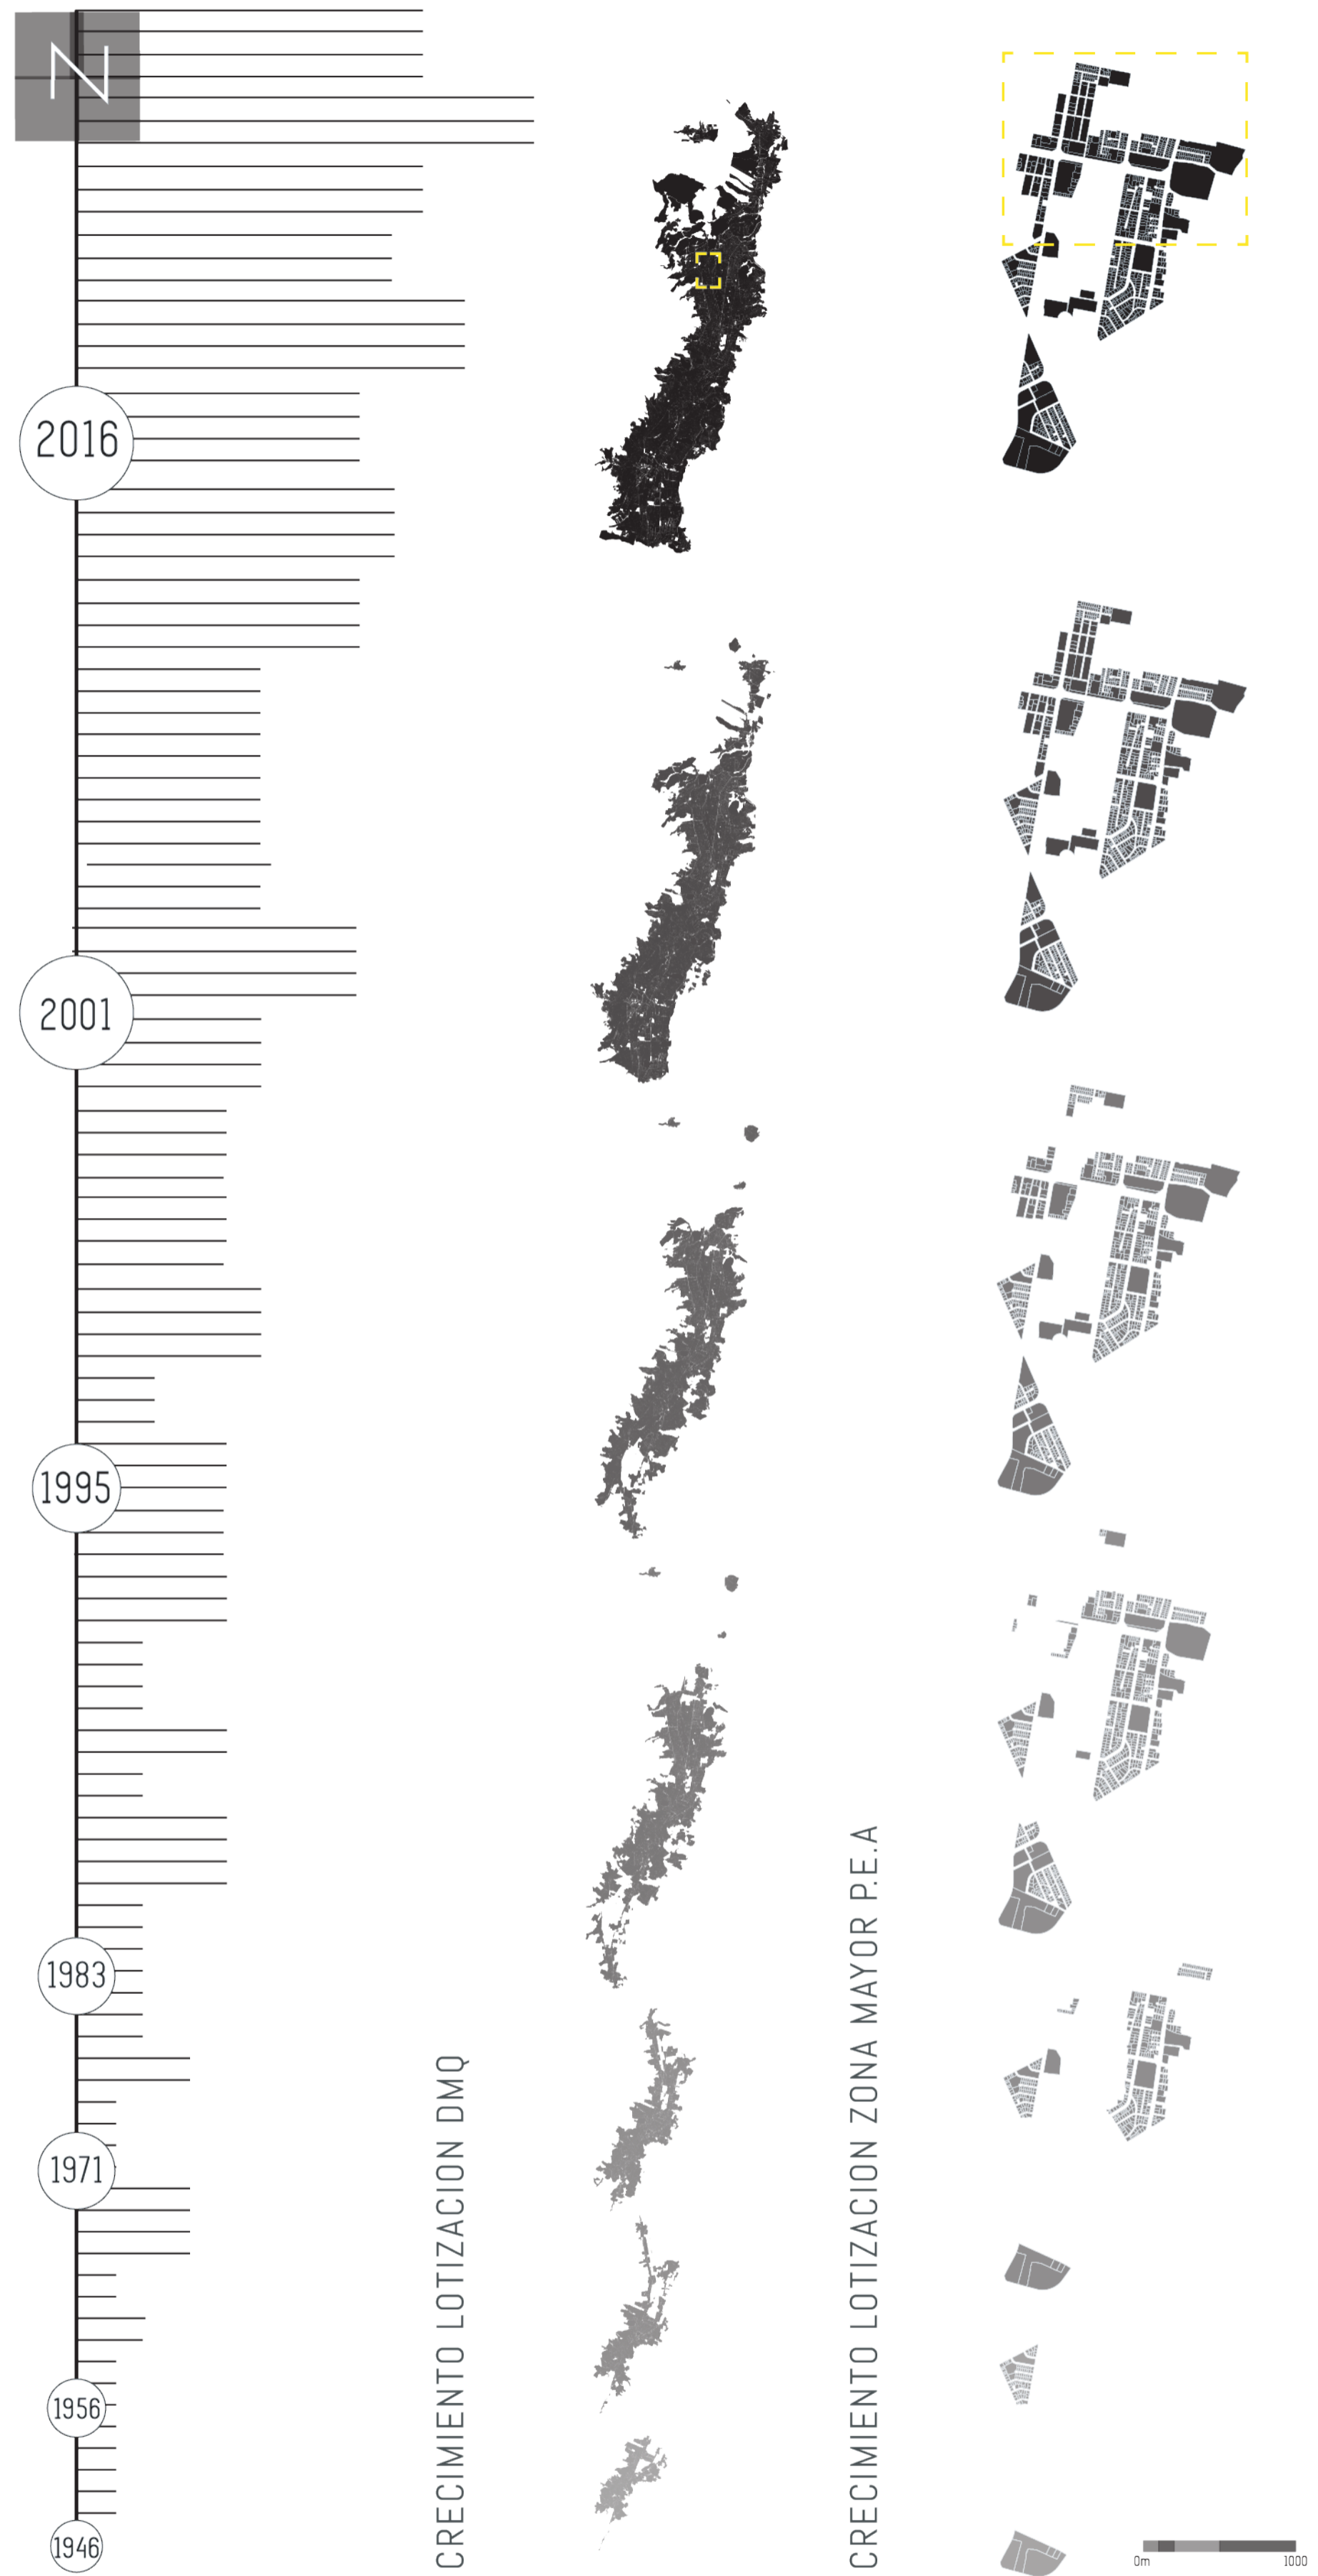 N
2016
2001
1995
1983
1971
1956
1946
CRECIMIENTO LOTIZACION DMQ
CRECIMIENTO LOTIZACION ZONA MAYOR P.E.A
0m
1000